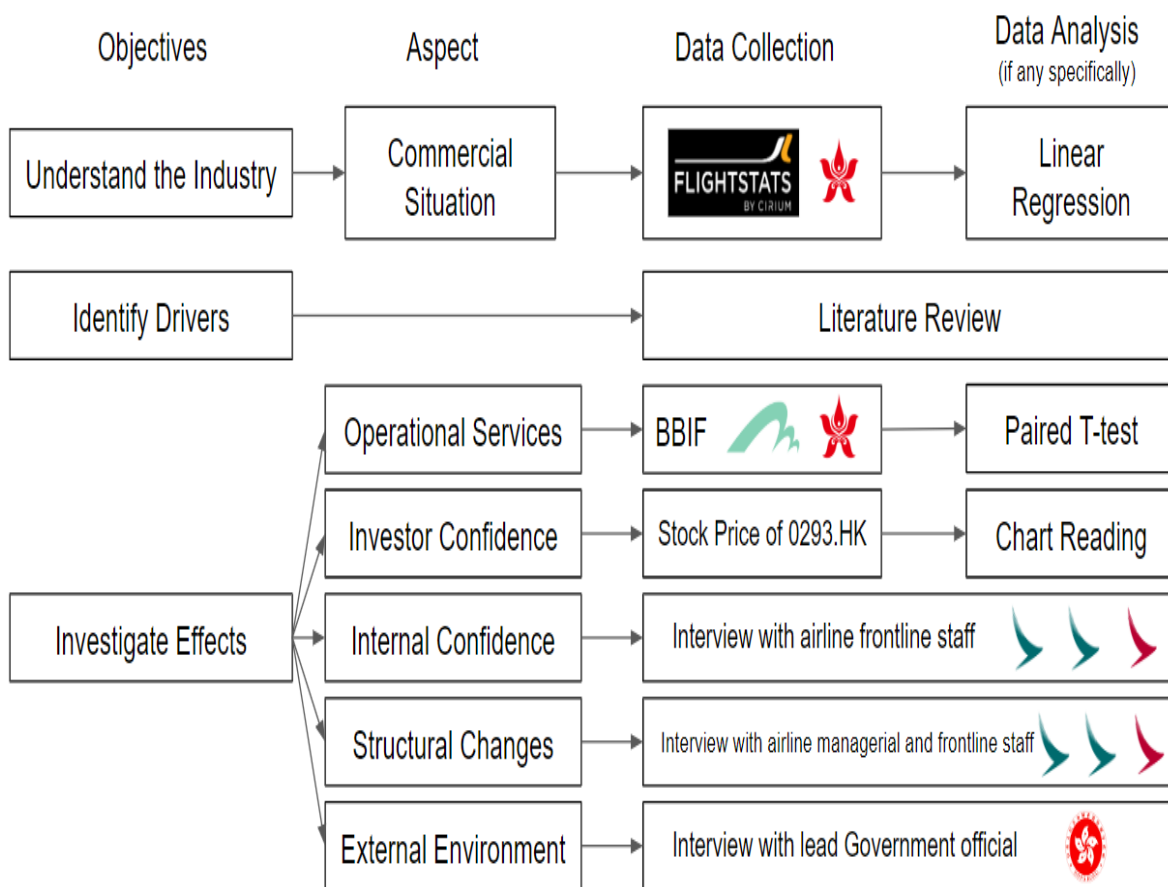 Objectives
Aspect
Data Collection
Data Analysis
(if any specifically)
Understand the Industry
Commercial
Situation
FLIGHTSTATS
BY CIRIUM
Linear
Regression
Identify Drivers
Literature Review
Operational Services
BBIF
Paired T-test
Investor Confidence
Stock Price of 0293.HK
Chart Reading
Investigate Effects
Internal Confidence
Interview with airline frontline staff
Structural Changes
Interview with airline managerial and frontline staff
External Environment
Interview with lead Government official